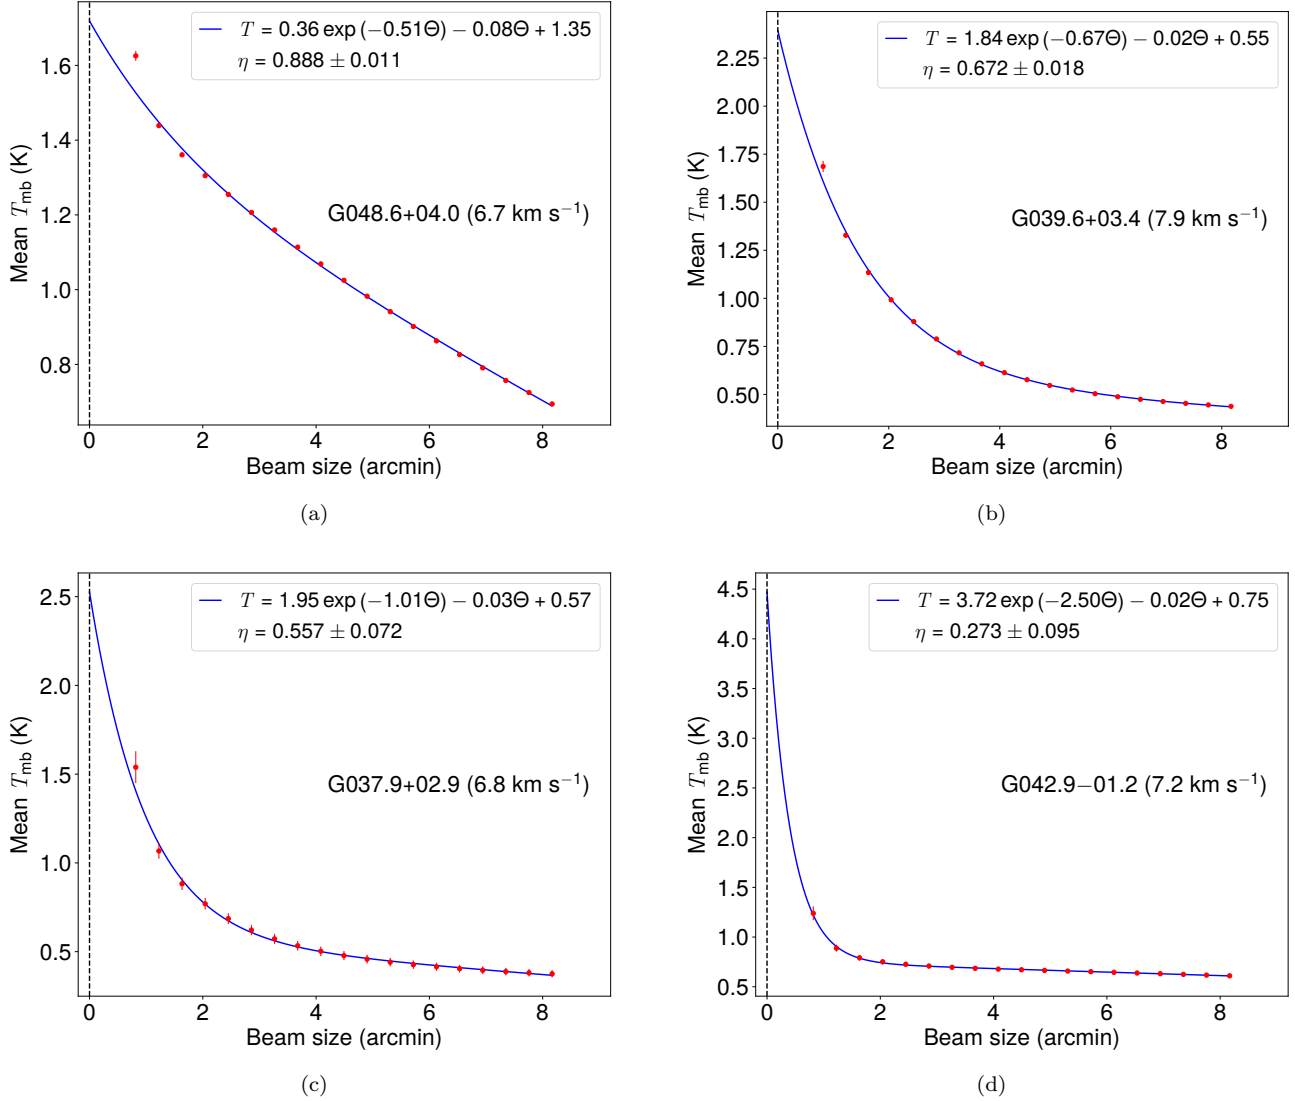 T = 0.36 exp (−0.51Θ) − 0.08Θ + 1.35
η = 0.888 ± 0.011
G048.6+04.0 (6.7 km s⁻¹)
Mean T_mb (K)
1.6
1.4
1.2
1.0
0.8
0 2 4 6 8
Beam size (arcmin)
(a)
T = 1.84 exp (−0.67Θ) − 0.02Θ + 0.55
η = 0.672 ± 0.018
G039.6+03.4 (7.9 km s⁻¹)
Mean T_mb (K)
2.25
2.00
1.75
1.50
1.25
1.00
0.75
0.50
0 2 4 6 8
Beam size (arcmin)
(b)
T = 1.95 exp (−1.01Θ) − 0.03Θ + 0.57
η = 0.557 ± 0.072
G037.9+02.9 (6.8 km s⁻¹)
Mean T_mb (K)
2.5
2.0
1.5
1.0
0.5
0 2 4 6 8
Beam size (arcmin)
(c)
T = 3.72 exp (−2.50Θ) − 0.02Θ + 0.75
η = 0.273 ± 0.095
G042.9−01.2 (7.2 km s⁻¹)
Mean T_mb (K)
4.5
4.0
3.5
3.0
2.5
2.0
1.5
1.0
0.5
0 2 4 6 8
Beam size (arcmin)
(d)